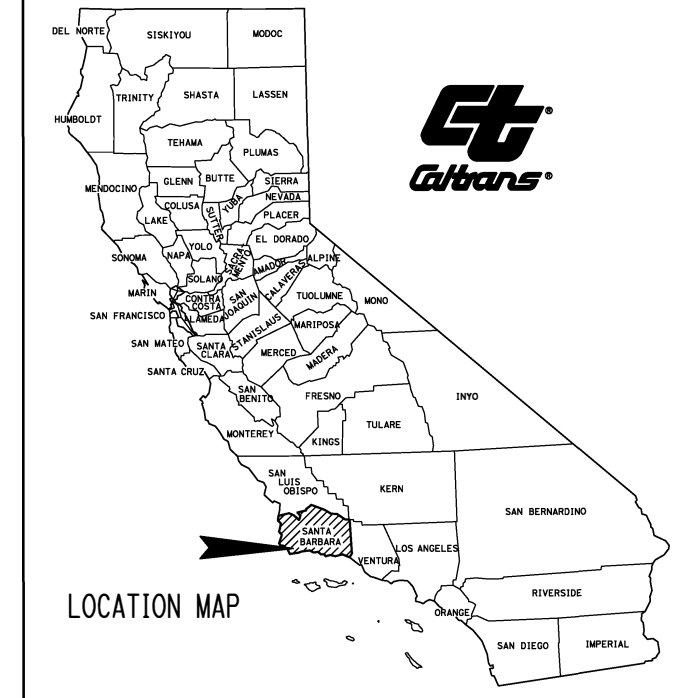 DEL NORTE
SISKIYOU
MODOC
TRINITY
SHASTA
LASSEN
HUMBOLDT
TEHAMA
PLUMAS
MENDOCINO
GLENN
BUTTE
SIERRA
COLUSA
YUBA
NEVADA
LAKE
SUTTER
PLACER
SONOMA
NAPA
YOLO
SACRA
MENTO
EL DORADO
AMADOR
ALPINE
SOLANO
MARIN
CONTRA
COSTA
SAN
JOAQUIN
CALAVERAS
TUOLUMNE
MONO
SAN FRANCISCO
ALAMEDA
STANISLAUS
MARIPOSA
SAN MATEO
SANTA
CLARA
MERCED
MADERA
SANTA CRUZ
SAN
BENITO
FRESNO
INYO
MONTEREY
KINGS
TULARE
SAN
LUIS
OBISPO
KERN
SAN BERNARDINO
SANTA
BARBARA
VENTURA
LOS ANGELES
ORANGE
RIVERSIDE
SAN DIEGO
IMPERIAL
Ct®
Caltrans®
LOCATION MAP